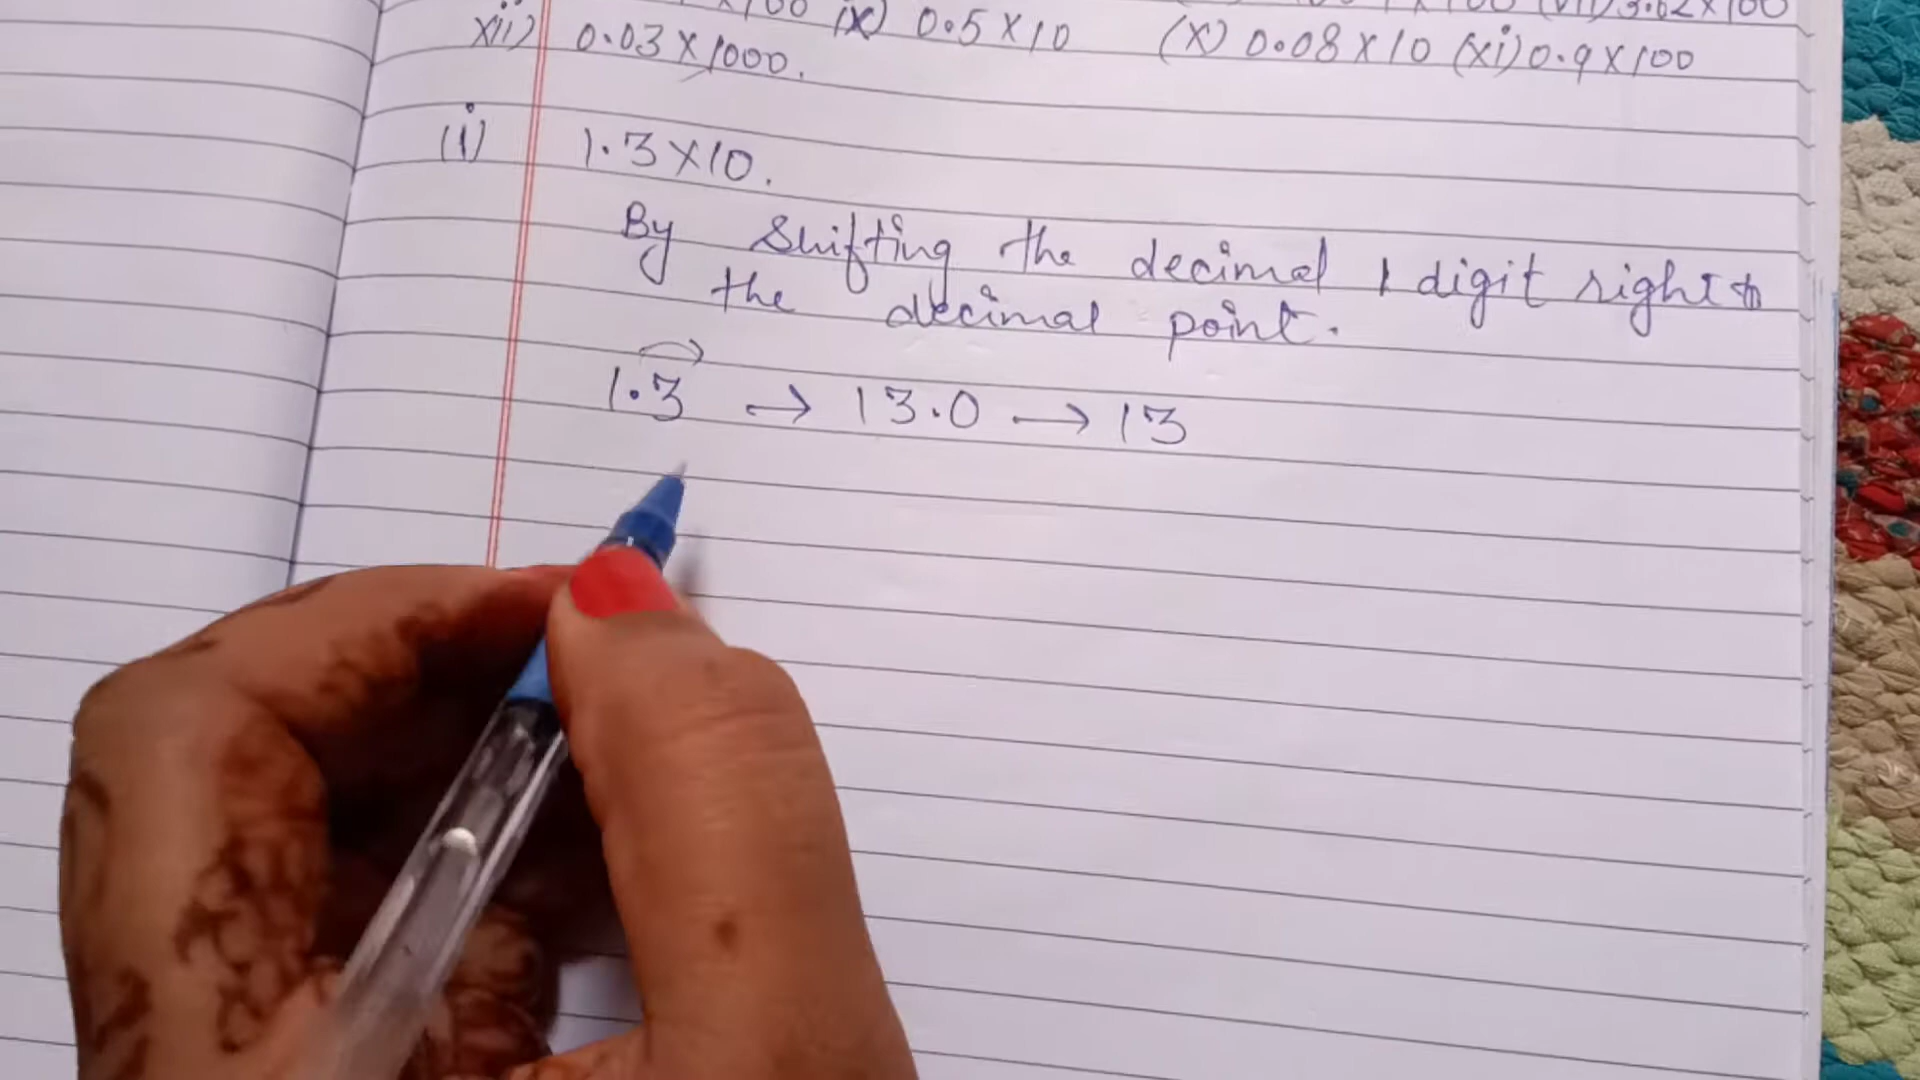 x100 (ix) 0.5 x 10 (x) 0.08 x 10 (xi) 0.9 x 100
xii) 0.03 x 1000.
(i) 1.3 x 10.
By Shifting the decimal 1 digit right to
the decimal point.
1.3 → 13.0 → 13